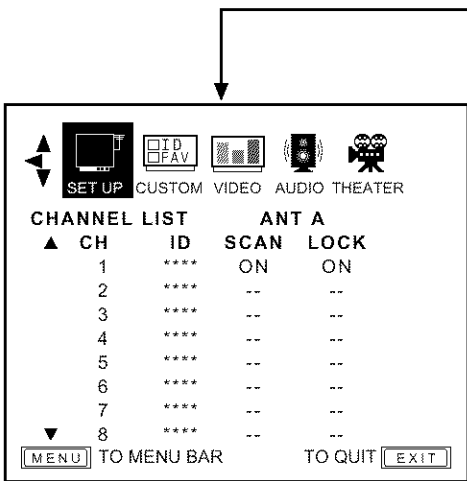 ID
FAV
SET UP CUSTOM VIDEO AUDIO THEATER
CHANNEL LIST ANT A
▲ CH ID SCAN LOCK
1 **** ON ON
2 **** -- --
3 **** -- --
4 **** -- --
5 **** -- --
6 **** -- --
7 **** -- --
▼ 8 **** -- --
MENU TO MENU BAR TO QUIT EXIT